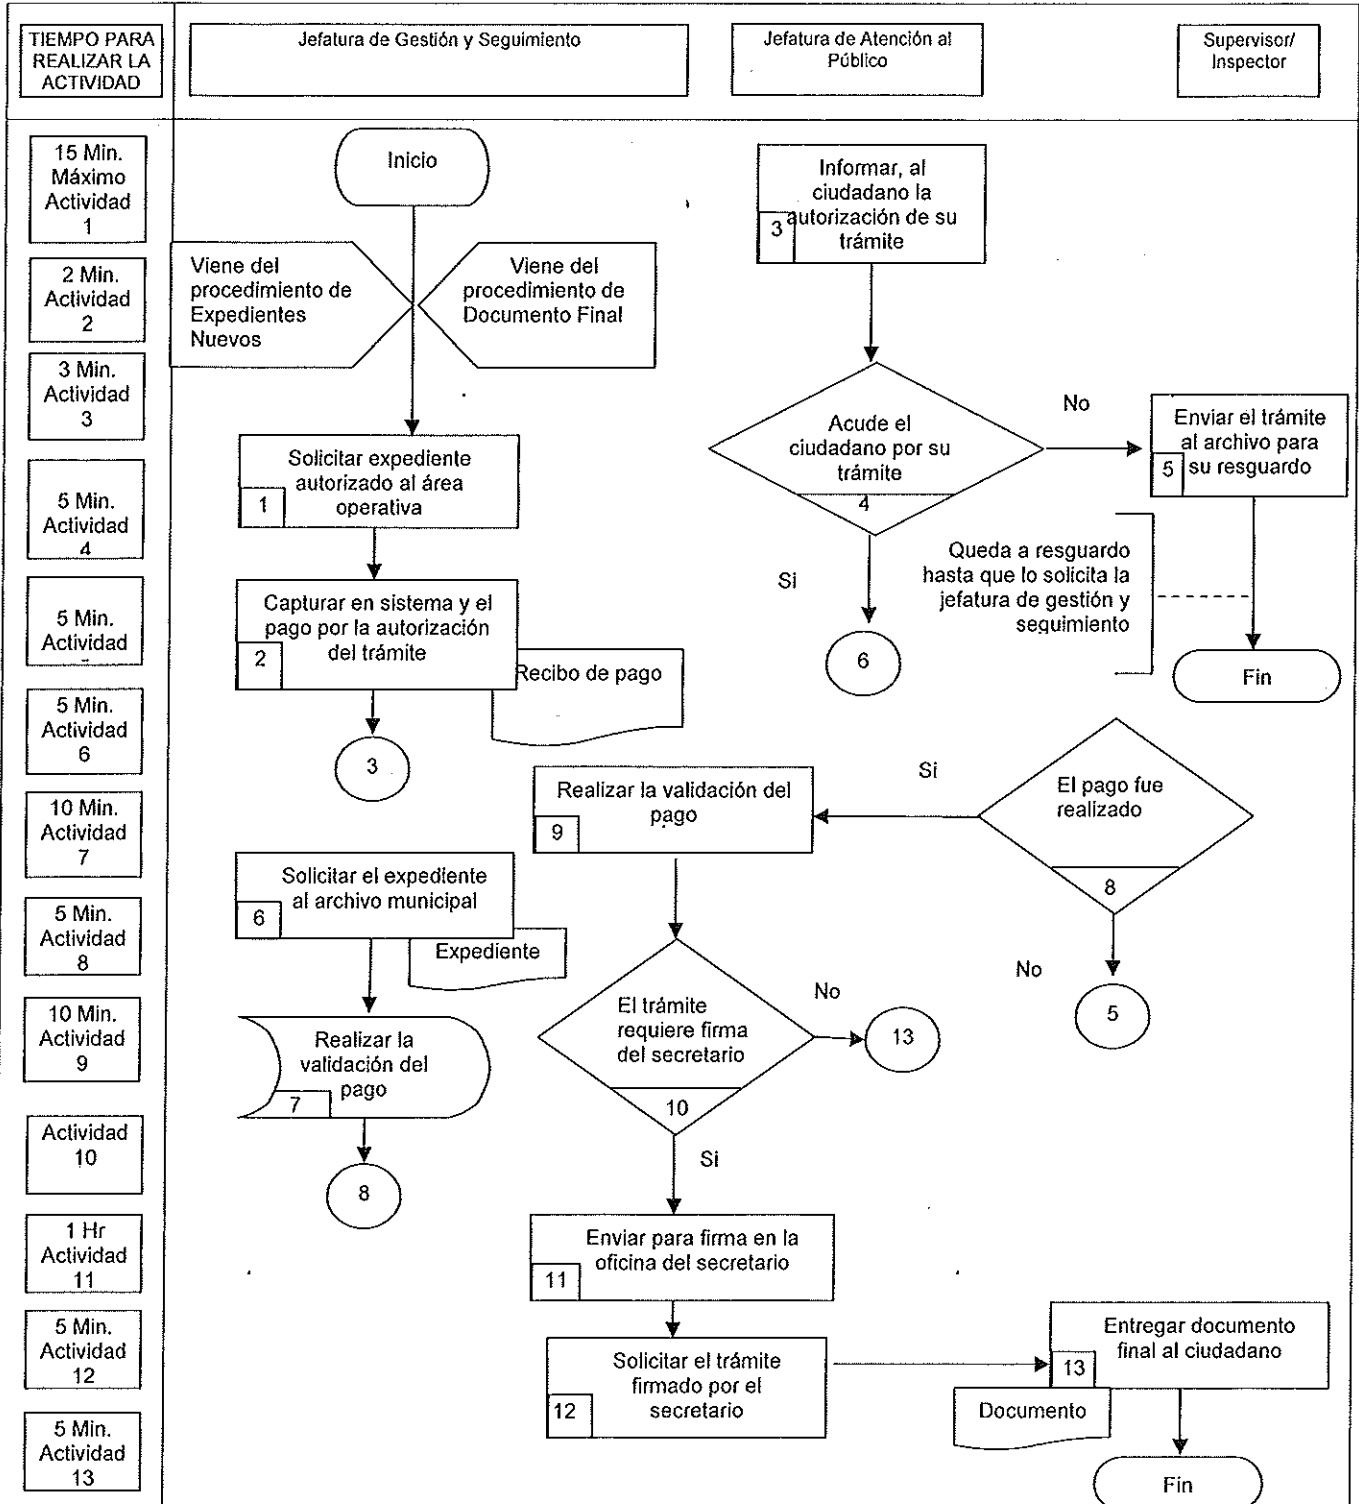 TIEMPO PARA
REALIZAR LA
ACTIVIDAD
Jefatura de Gestión y Seguimiento
Jefatura de Atención al
Público
Supervisor/
Inspector
15 Min.
Máximo
Actividad
1
2 Min.
Actividad
2
3 Min.
Actividad
3
5 Min.
Actividad
4
5 Min.
Actividad
5 Min.
Actividad
6
10 Min.
Actividad
7
5 Min.
Actividad
8
10 Min.
Actividad
9
Actividad
10
1 Hr
Actividad
11
5 Min.
Actividad
12
5 Min.
Actividad
13
Inicio
Viene del
procedimiento de
Expedientes
Nuevos
Viene del
procedimiento de
Documento Final
Solicitar expediente
autorizado al área
operativa
1
Capturar en sistema y el
pago por la autorización
del trámite
2
Recibo de pago
3
Informar, al
ciudadano la
autorización de su
trámite
3
Acude el
ciudadano por su
trámite
4
No
Si
6
Enviar el trámite
al archivo para
su resguardo
5
Queda a resguardo
hasta que lo solicita la
jefatura de gestión y
seguimiento
Fin
Solicitar el expediente
al archivo municipal
6
Expediente
Realizar la
validación del
pago
7
8
El pago fue
realizado
8
Si
No
5
Realizar la validación del
pago
9
El trámite
requiere firma
del secretario
10
No
13
Si
Enviar para firma en la
oficina del secretario
11
Solicitar el trámite
firmado por el
secretario
12
Entregar documento
final al ciudadano
13
Documento
Fin